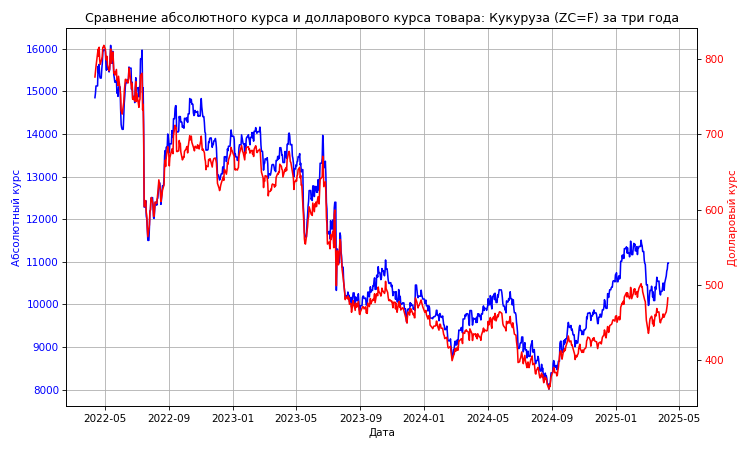 Сравнение абсолютного курса и долларового курса товара: Кукуруза (ZC=F) за три года
Абсолютный курс
16000
15000
14000
13000
12000
11000
10000
9000
8000
800
700
600
500
400
Долларовый курс
2022-05 2022-09 2023-01 2023-05 2023-09 2024-01 2024-05 2024-09 2025-01 2025-05
Дата